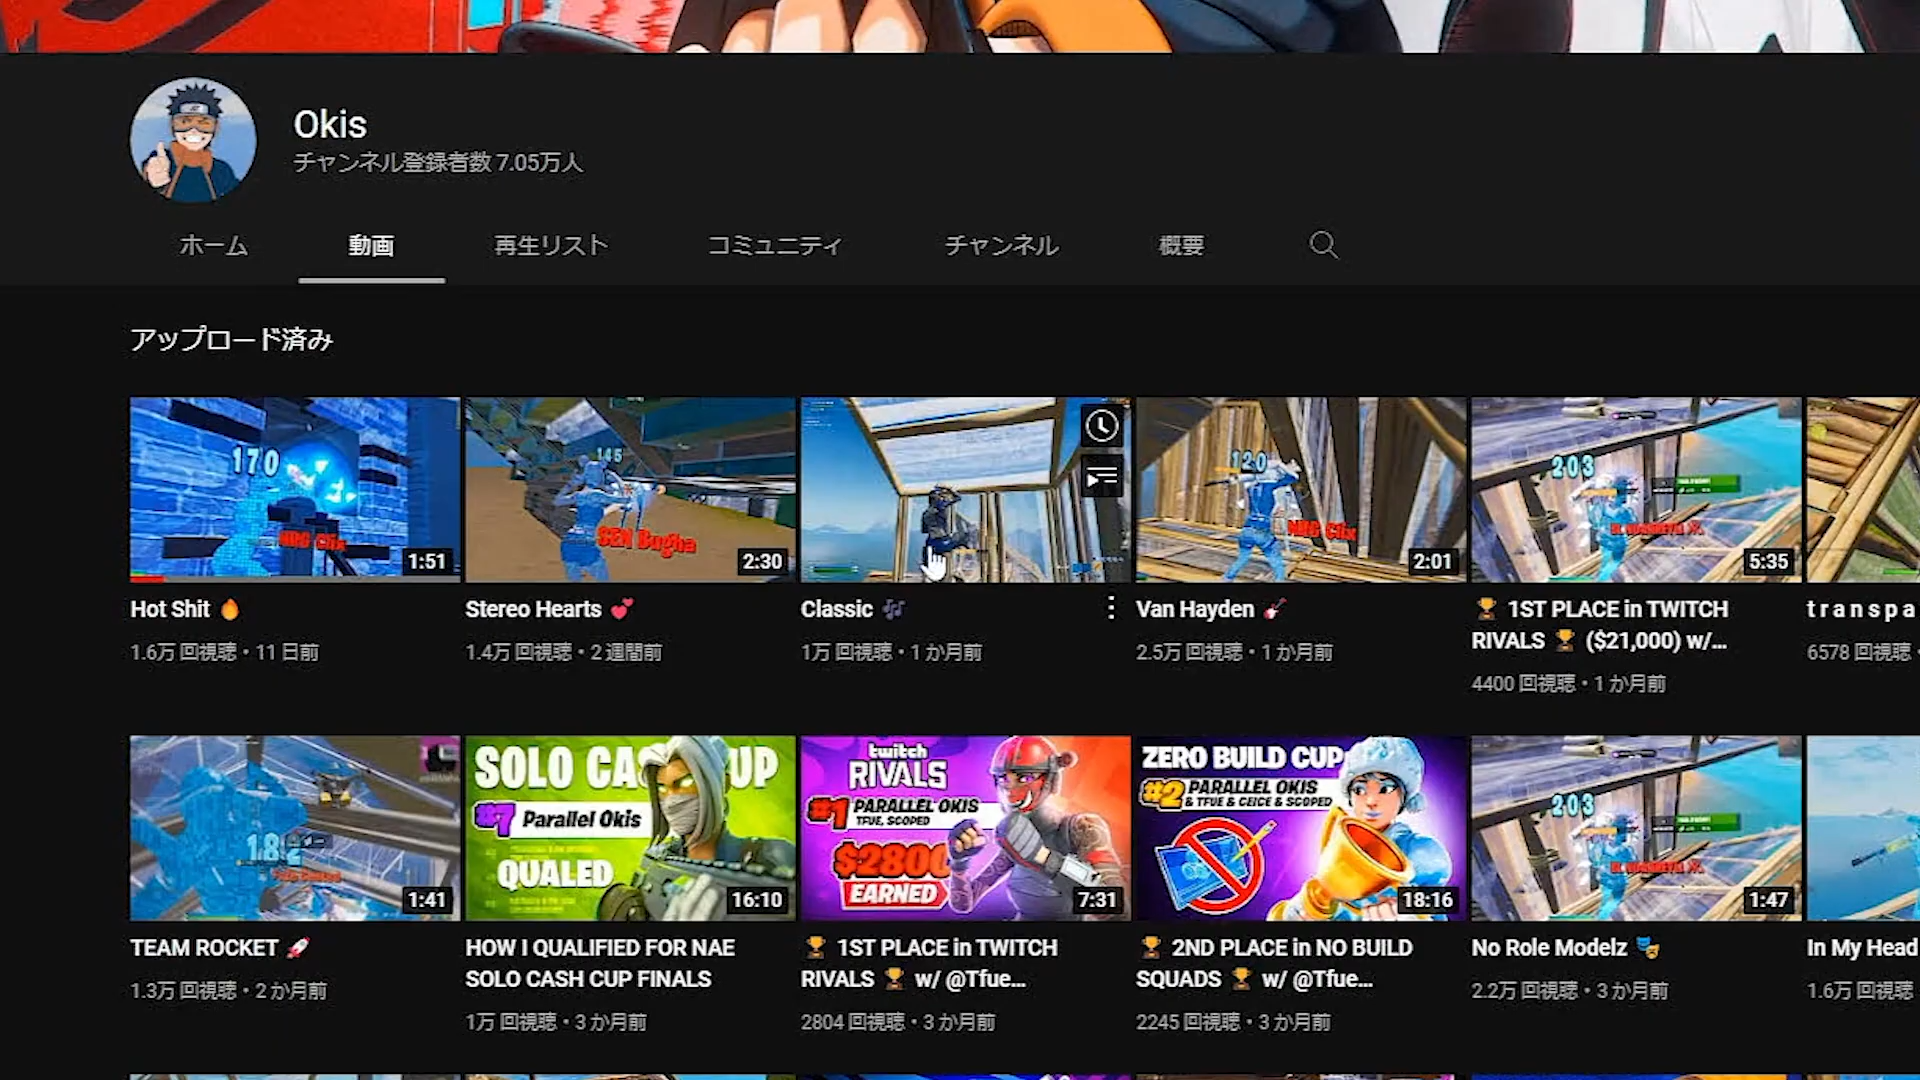 Okis
チャンネル登録者数 7.05万人
ホーム
動画
再生リスト
コミュニティ
チャンネル
概要
アップロード済み
170
NRG Clix
1:51
145
SEN Bugha
2:30
120
NRG Clix
2:01
203
5:35
Hot Shit 🔥
Stereo Hearts 💕
Classic 🎶
Van Hayden 🎸
🏆 1ST PLACE in TWITCH
RIVALS 🏆 ($21,000) w/...
t r a n s p a
1.6万 回視聴・11 日前
1.4万 回視聴・2 週間前
1万 回視聴・1 か月前
2.5万 回視聴・1 か月前
4400 回視聴・1 か月前
6578 回視聴・
182
1:41
SOLO CA UP
#7 Parallel Okis
QUALED
16:10
twitch
RIVALS
#1 PARALLEL OKIS
TFUE, SCOPED
$2800
EARNED
7:31
ZERO BUILD CUP
#2 PARALLEL OKIS
& TFUE & CEICE & SCOPED
18:16
203
1:47
TEAM ROCKET 🚀
HOW I QUALIFIED FOR NAE
SOLO CASH CUP FINALS
🏆 1ST PLACE in TWITCH
RIVALS 🏆 w/ @Tfue...
🏆 2ND PLACE in NO BUILD
SQUADS 🏆 w/ @Tfue...
No Role Modelz 🎭
In My Head
1.3万 回視聴・2 か月前
1万 回視聴・3 か月前
2804 回視聴・3 か月前
2245 回視聴・3 か月前
2.2万 回視聴・3 か月前
1.6万 回視聴